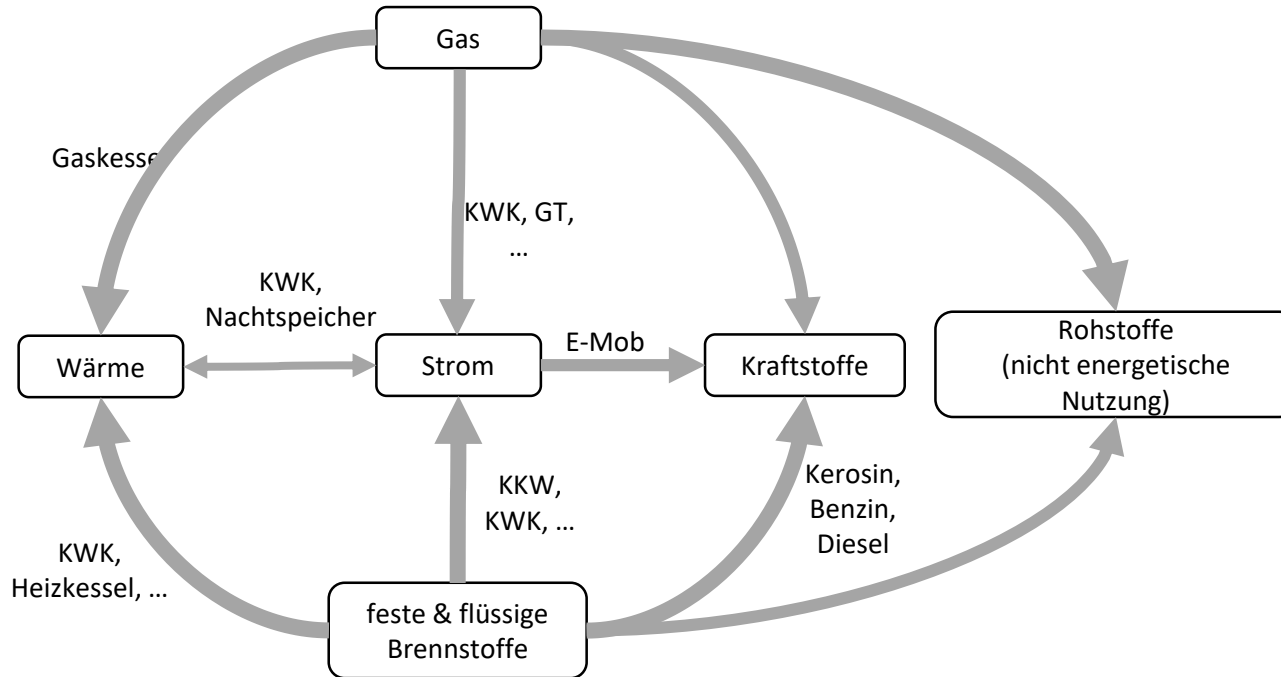 Gas
Gaskesse
KWK, GT,
...
KWK,
Nachtspeicher
E-Mob
Wärme
Strom
Kraftstoffe
Rohstoffe
(nicht energetische
Nutzung)
KKW,
KWK, ...
Kerosin,
Benzin,
Diesel
KWK,
Heizkessel, ...
feste & flüssige
Brennstoffe